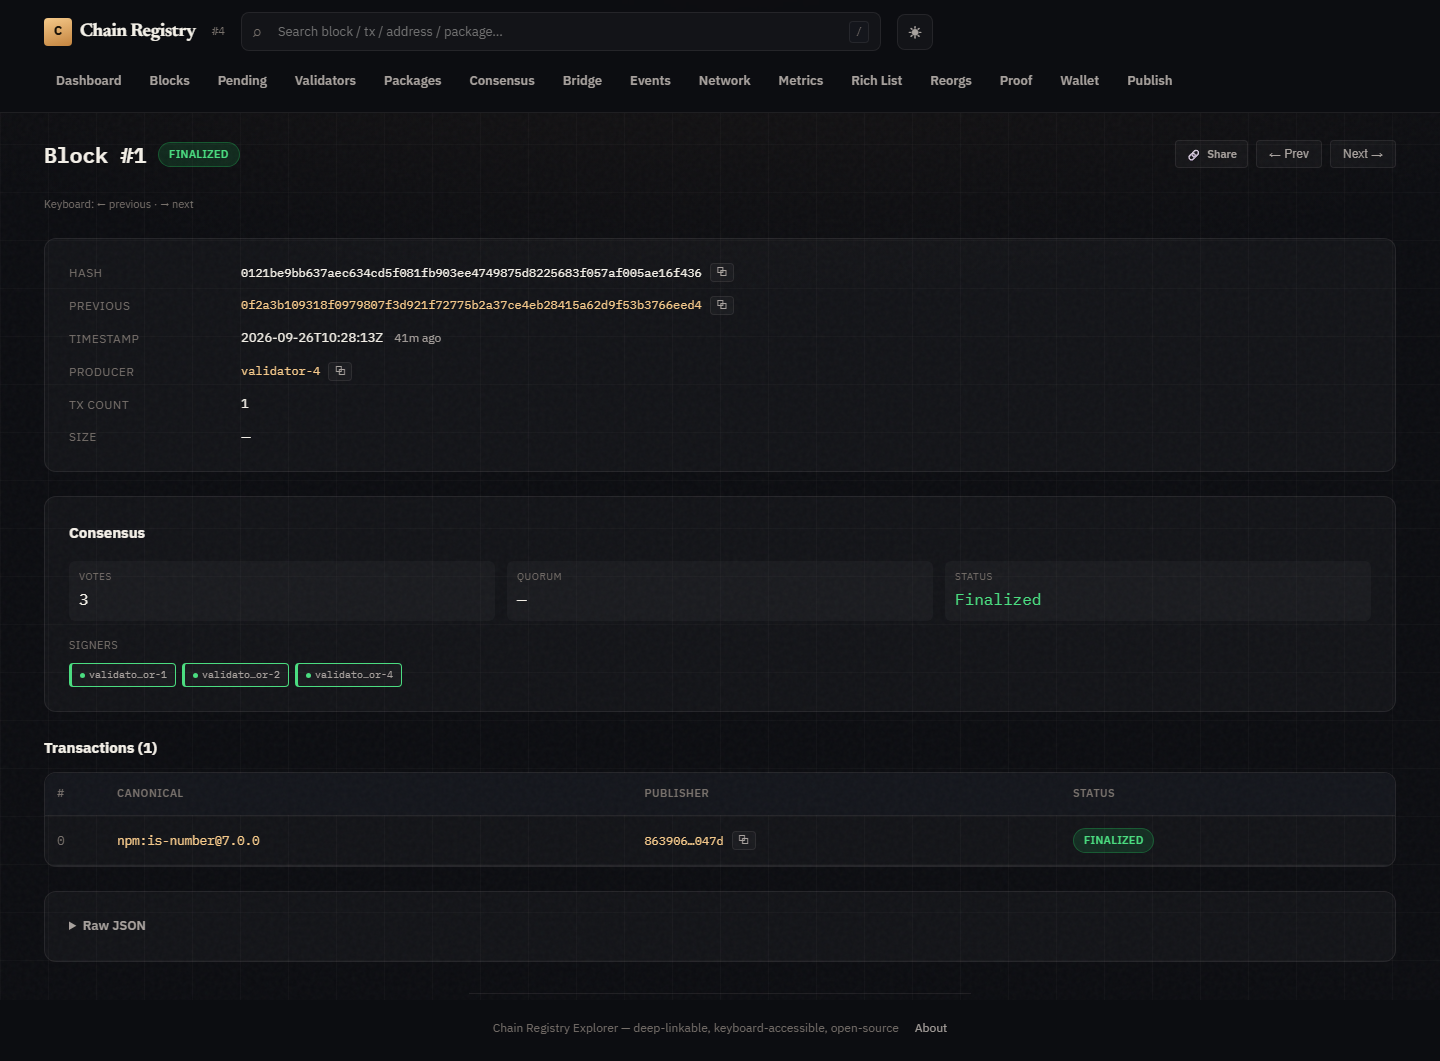 C Chain Registry #4 Search block / tx / address / package... /
Dashboard Blocks Pending Validators Packages Consensus Bridge Events Network Metrics Rich List Reorgs Proof Wallet Publish
Block #1 FINALIZED Share ← Prev Next →
Keyboard: ← previous · → next
HASH 0121be9bb637aec634cd5f081fb903ee4749875d8225683f057af005ae16f436
PREVIOUS 0f2a3b109318f0979807f3d921f72775b2a37ce4eb28415a62d9f53b3766eed4
TIMESTAMP 2026-09-26T10:28:13Z 41m ago
PRODUCER validator-4
TX COUNT 1
SIZE —
Consensus
VOTES QUORUM STATUS
3 — Finalized
SIGNERS
validato…or-1 validato…or-2 validato…or-4
Transactions (1)
# CANONICAL PUBLISHER STATUS
0 npm:is-number@7.0.0 863906…047d FINALIZED
Raw JSON
Chain Registry Explorer — deep-linkable, keyboard-accessible, open-source About